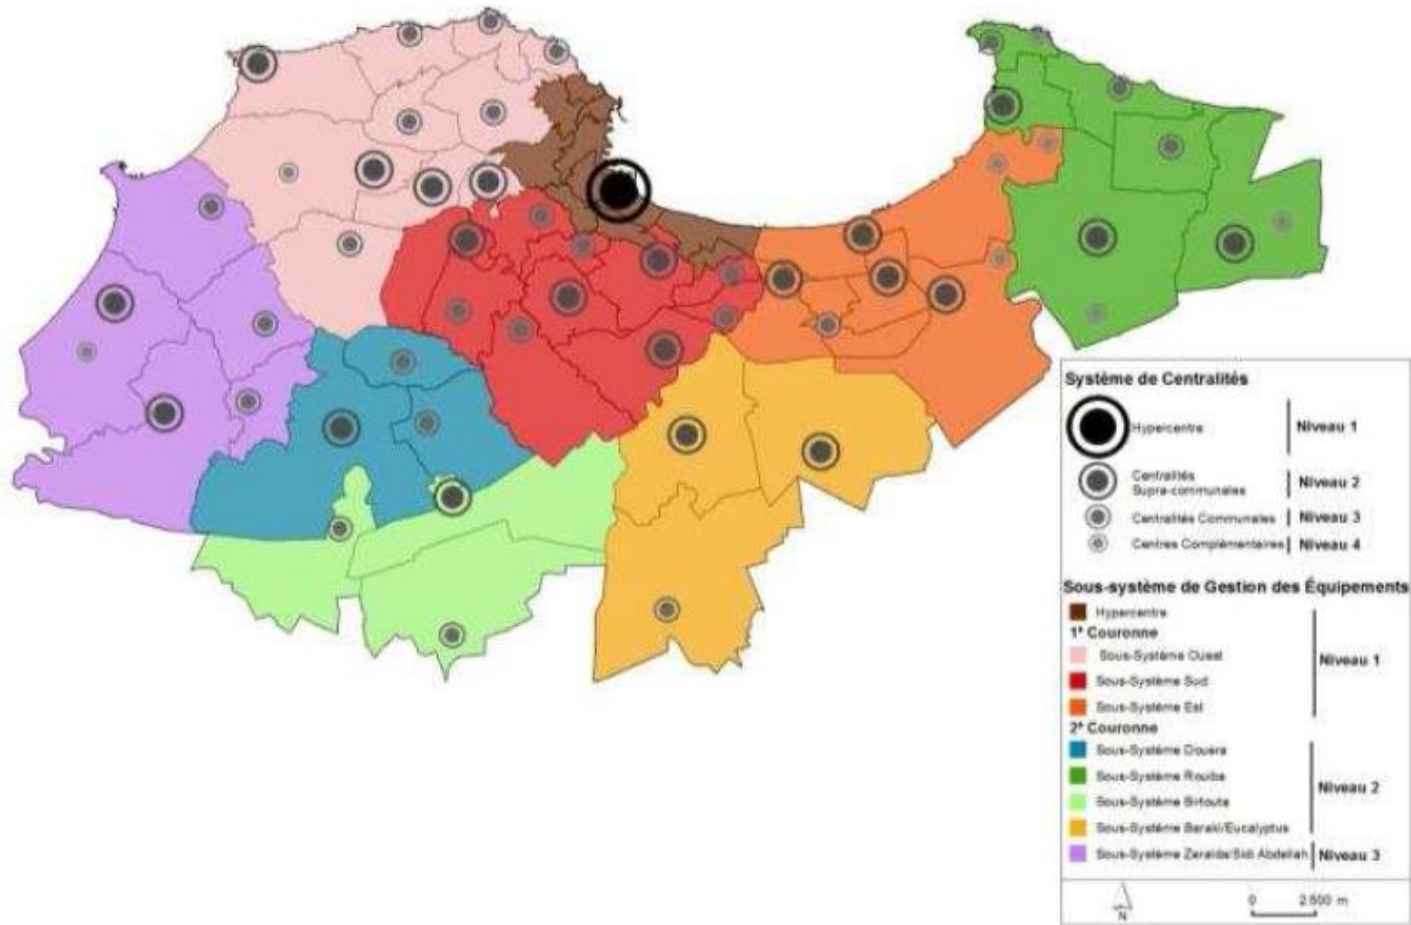 Système de Centralités
Hypercentre
Niveau 1
Centralités
Supra-communales
Niveau 2
Centralités Communales
Niveau 3
Centres Complémentaires
Niveau 4
Sous-système de Gestion des Équipements
Hypercentre
1ª Couronne
Sous-Système Ouest
Niveau 1
Sous-Système Sud
Sous-Système Est
2ª Couronne
Sous-Système Douera
Sous-Système Rouiba
Niveau 2
Sous-Système Birtouta
Sous-Système Baraki/Eucalyptus
Sous-Système Zeralda/Sidi Abdellah
Niveau 3
N
0 2.500 m